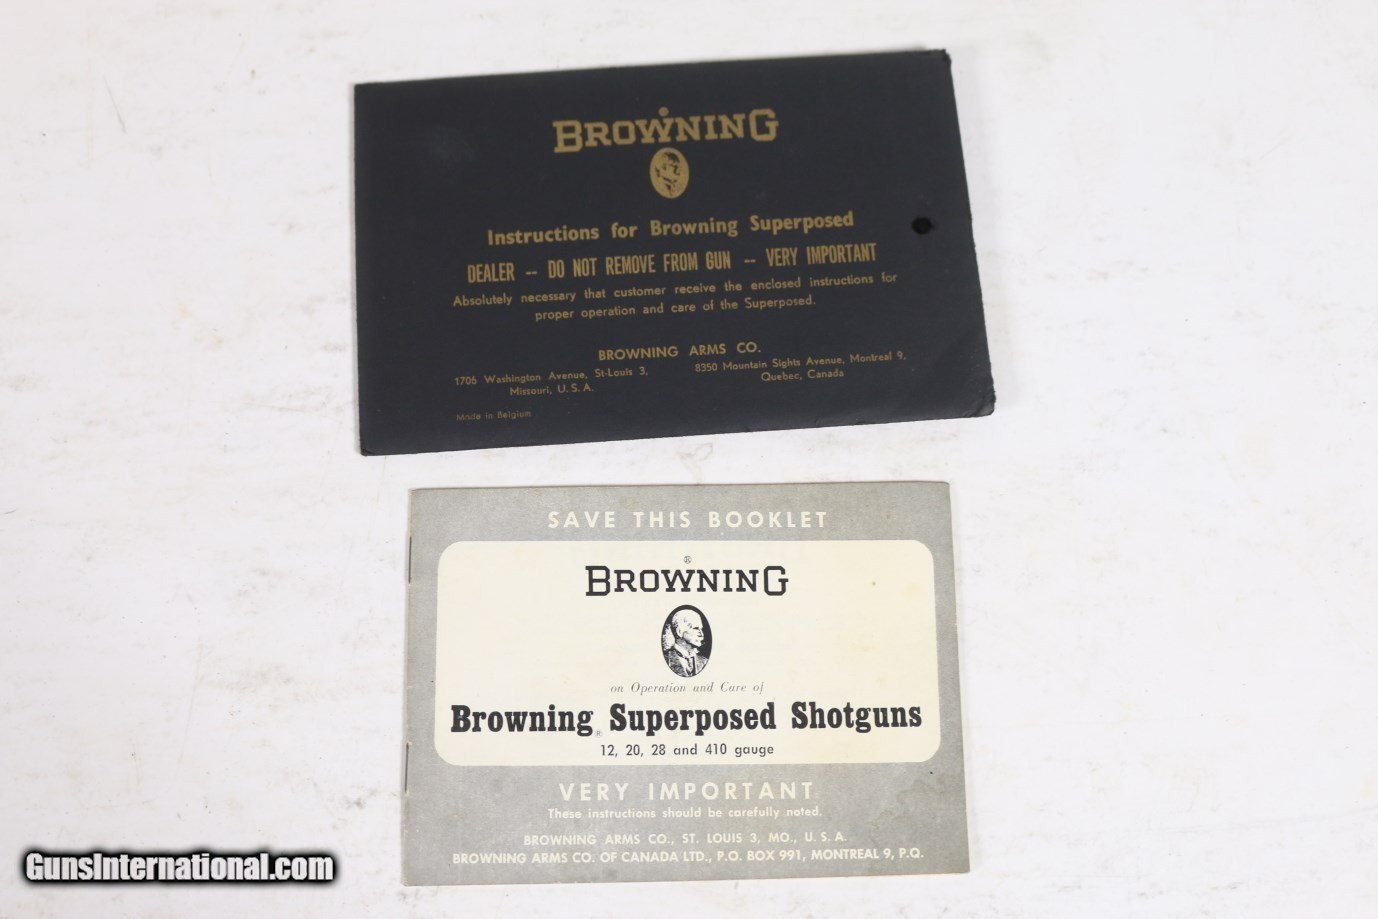 BROWNING
®
Instructions for Browning Superposed
DEALER -- DO NOT REMOVE FROM GUN -- VERY IMPORTANT
Absolutely necessary that customer receive the enclosed instructions for
proper operation and care of the Superposed.
BROWNING ARMS CO.
1706 Washington Avenue, St-Louis 3,
Missouri, U. S. A.
8350 Mountain Sights Avenue, Montreal 9,
Quebec, Canada
Made in Belgium
SAVE THIS BOOKLET
®
BROWNING
on Operation and Care of
Browning® Superposed Shotguns
12, 20, 28 and 410 gauge
VERY IMPORTANT
These instructions should be carefully noted.
BROWNING ARMS CO., ST. LOUIS 3, MO., U. S. A.
BROWNING ARMS CO. OF CANADA LTD., P.O. BOX 991, MONTREAL 9, P.Q.
GunsInternational.com